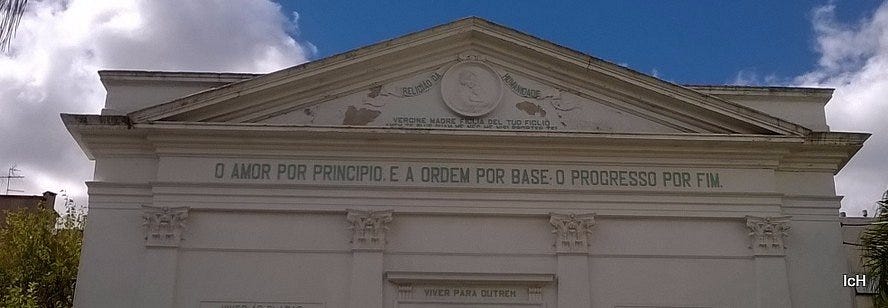 RELIGIÃO DA HUMANIDADE
VERGINE MADRE FIGLIA DEL TUO FIGLIO
O AMOR POR PRINCIPIO, E A ORDEM POR BASE; O PROGRESSO POR FIM.
VIVER PARA OUTREM
IcH